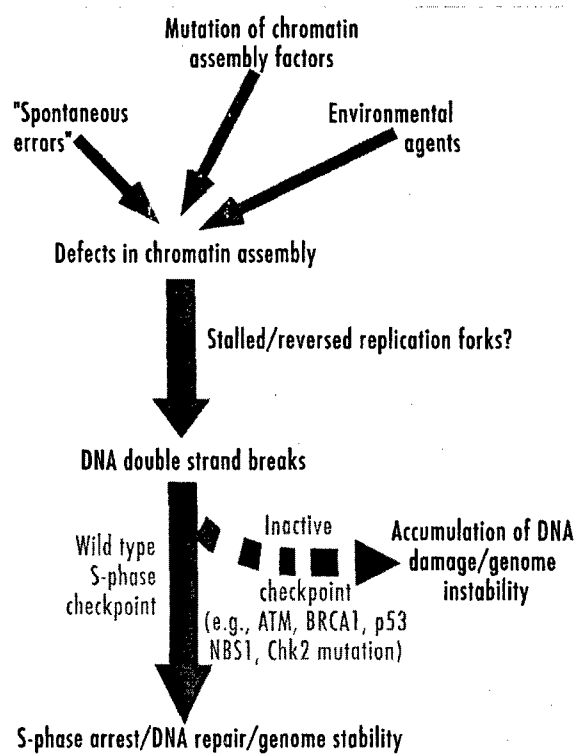 Mutation of chromatin
assembly factors
"Spontaneous
errors"
Environmental
agents
Defects in chromatin assembly
Stalled/reversed replication forks?
DNA double strand breaks
Wild type
S-phase
checkpoint
Inactive
checkpoint
(e.g., ATM, BRCA1, p53
NBS1, Chk2 mutation)
Accumulation of DNA
damage/genome
instability
S-phase arrest/DNA repair/genome stability